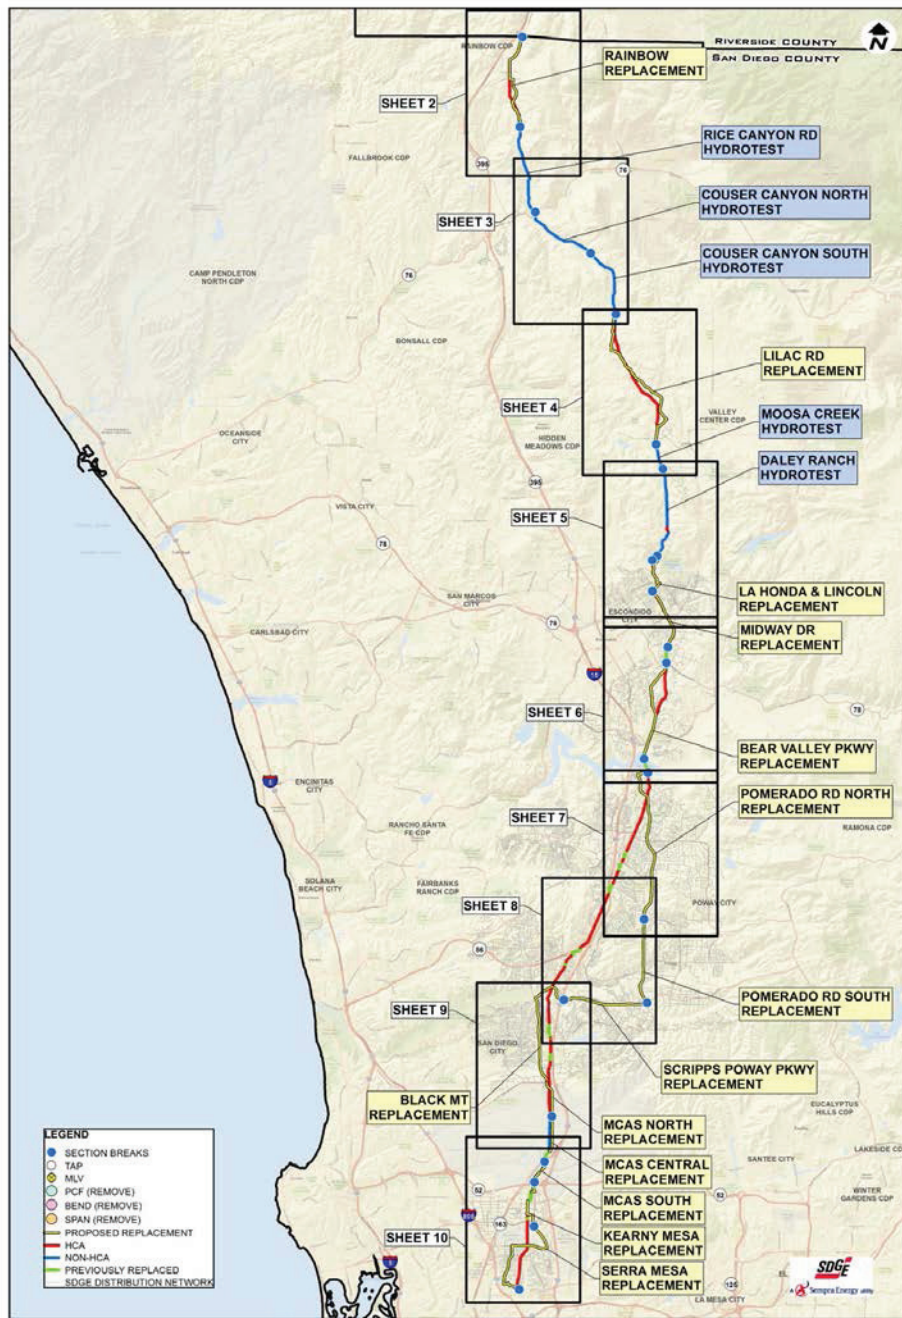 RIVERSIDE COUNTY
SAN DIEGO COUNTY
N
RAINBOW CDP
RAINBOW
REPLACEMENT
SHEET 2
FALLBROOK CDP
395
RICE CANYON RD
HYDROTEST
76
SHEET 3
COUSER CANYON NORTH
HYDROTEST
CAMP PENDLETON
NORTH CDP
76
COUSER CANYON SOUTH
HYDROTEST
BONSALL CDP
LILAC RD
REPLACEMENT
SHEET 4
VALLEY
CENTER CDP
OCEANSIDE
CITY
HIDDEN
MEADOWS CDP
MOOSA CREEK
HYDROTEST
DALEY RANCH
HYDROTEST
395
VISTA CITY
SHEET 5
78
SAN MARCOS
CITY
LA HONDA & LINCOLN
REPLACEMENT
ESCONDIDO
CITY
CARLSBAD CITY
78
MIDWAY DR
REPLACEMENT
15
SHEET 6
78
BEAR VALLEY PKWY
REPLACEMENT
ENCINITAS
CITY
5
POMERADO RD NORTH
REPLACEMENT
SHEET 7
RANCHO SANTA
FE CDP
RAMONA CDP
SOLANA
BEACH CITY
FAIRBANKS
RANCH CDP
SHEET 8
POWAY CITY
56
POMERADO RD SOUTH
REPLACEMENT
SHEET 9
SAN DIEGO
CITY
SCRIPPS POWAY PKWY
REPLACEMENT
BLACK MT
REPLACEMENT
EUCALYPTUS
HILLS CDP
MCAS NORTH
REPLACEMENT
LAKESIDE CD
SANTEE CITY
MCAS CENTRAL
REPLACEMENT
WINTER
GARDENS CDP
52
52
MCAS SOUTH
REPLACEMENT
805
163
SHEET 10
KEARNY MESA
REPLACEMENT
SERRA MESA
REPLACEMENT
5
125
LA MESA CITY
EL
SDGE
A Sempra Energy utility
LEGEND
SECTION BREAKS
TAP
MLV
PCF (REMOVE)
BEND (REMOVE)
SPAN (REMOVE)
PROPOSED REPLACEMENT
HCA
NON-HCA
PREVIOUSLY REPLACED
SDGE DISTRIBUTION NETWORK